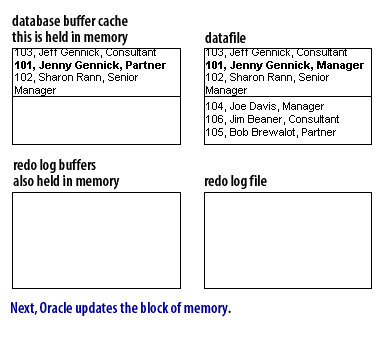 database buffer cache
this is held in memory
103, Jeff Gennick, Consultant
101, Jenny Gennick, Partner
102, Sharon Rann, Senior
Manager
datafile
103, Jeff Gennick, Consultant
101, Jenny Gennick, Manager
102, Sharon Rann, Senior
Manager
104, Joe Davis, Manager
106, Jim Beaner, Consultant
105, Bob Brewalot, Partner
redo log buffers
also held in memory
redo log file
Next, Oracle updates the block of memory.